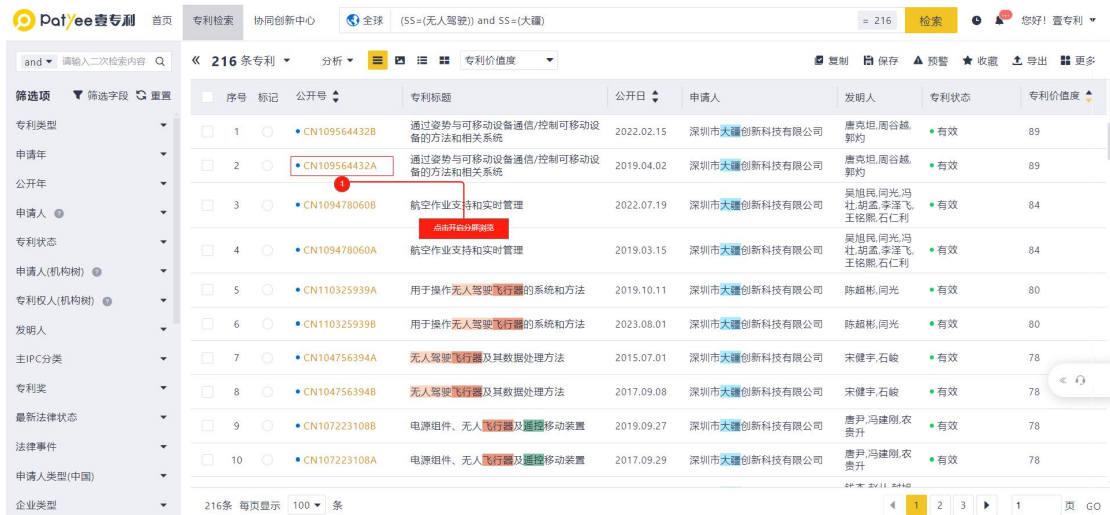 Patyee壹专利 首页 专利检索 协同创新中心 全球 (SS=(无人驾驶)) and SS=(大疆) = 216 检索 您好！壹专利
and 请输入二次检索内容 216 条专利 分析 专利价值度 复制 保存 预警 收藏 导出 更多
筛选项 筛选字段 重置
序号 标记 公开号 专利标题 公开日 申请人 发明人 专利状态 专利价值度
专利类型
申请年
公开年
申请人
专利状态
申请人(机构树)
专利权人(机构树)
发明人
主IPC分类
专利奖
最新法律状态
法律事件
申请人类型(中国)
企业类型
1 CN109564432B 通过姿势与可移动设备通信/控制可移动设备的方法和相关系统 2022.02.15 深圳市大疆创新科技有限公司 唐克坦,周谷越,郭灼 有效 89
2 CN109564432A 通过姿势与可移动设备通信/控制可移动设备的方法和相关系统 2019.04.02 深圳市大疆创新科技有限公司 唐克坦,周谷越,郭灼 有效 89
1
点击开启分屏浏览
3 CN109478060B 航空作业支持和实时管理 2022.07.19 深圳市大疆创新科技有限公司 吴旭民,闫光,冯壮,胡孟,李泽飞,王铭熙,石仁利 有效 84
4 CN109478060A 航空作业支持和实时管理 2019.03.15 深圳市大疆创新科技有限公司 吴旭民,闫光,冯壮,胡孟,李泽飞,王铭熙,石仁利 有效 84
5 CN110325939A 用于操作无人驾驶飞行器的系统和方法 2019.10.11 深圳市大疆创新科技有限公司 陈超彬,闫光 有效 80
6 CN110325939B 用于操作无人驾驶飞行器的系统和方法 2023.08.01 深圳市大疆创新科技有限公司 陈超彬,闫光 有效 80
7 CN104756394A 无人驾驶飞行器及其数据处理方法 2015.07.01 深圳市大疆创新科技有限公司 宋健宇,石峻 有效 78
8 CN104756394B 无人驾驶飞行器及其数据处理方法 2017.09.08 深圳市大疆创新科技有限公司 宋健宇,石峻 有效 78
9 CN107223108B 电源组件、无人飞行器及遥控移动装置 2019.09.27 深圳市大疆创新科技有限公司 唐尹,冯建刚,农贵升 有效 78
10 CN107223108A 电源组件、无人飞行器及遥控移动装置 2017.09.29 深圳市大疆创新科技有限公司 唐尹,冯建刚,农贵升 有效 78
216条 每页显示 100 条 1 2 3 1 页 GO